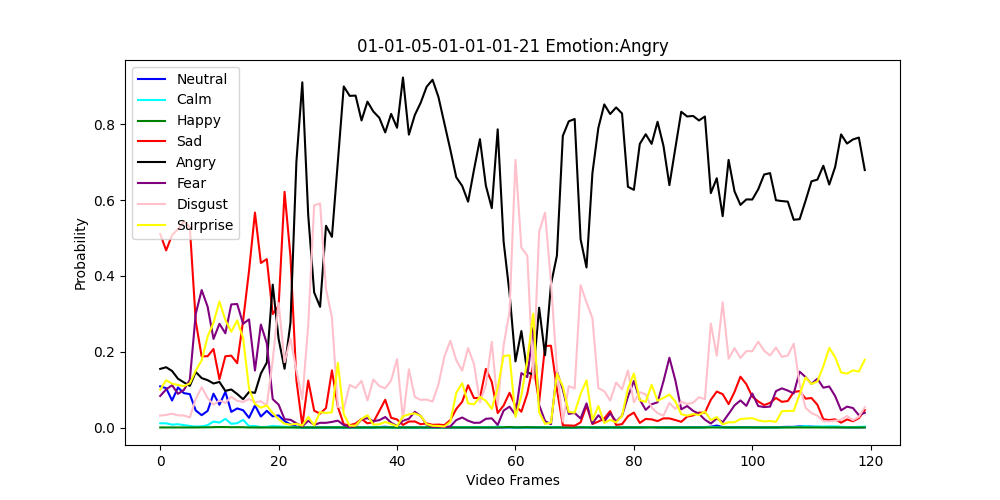 01-01-05-01-01-01-21 Emotion:Angry
Neutral
Calm
Happy
Sad
Angry
Fear
Disgust
Surprise
Probability
0.8
0.6
0.4
0.2
0.0
0 20 40 60 80 100 120
Video Frames